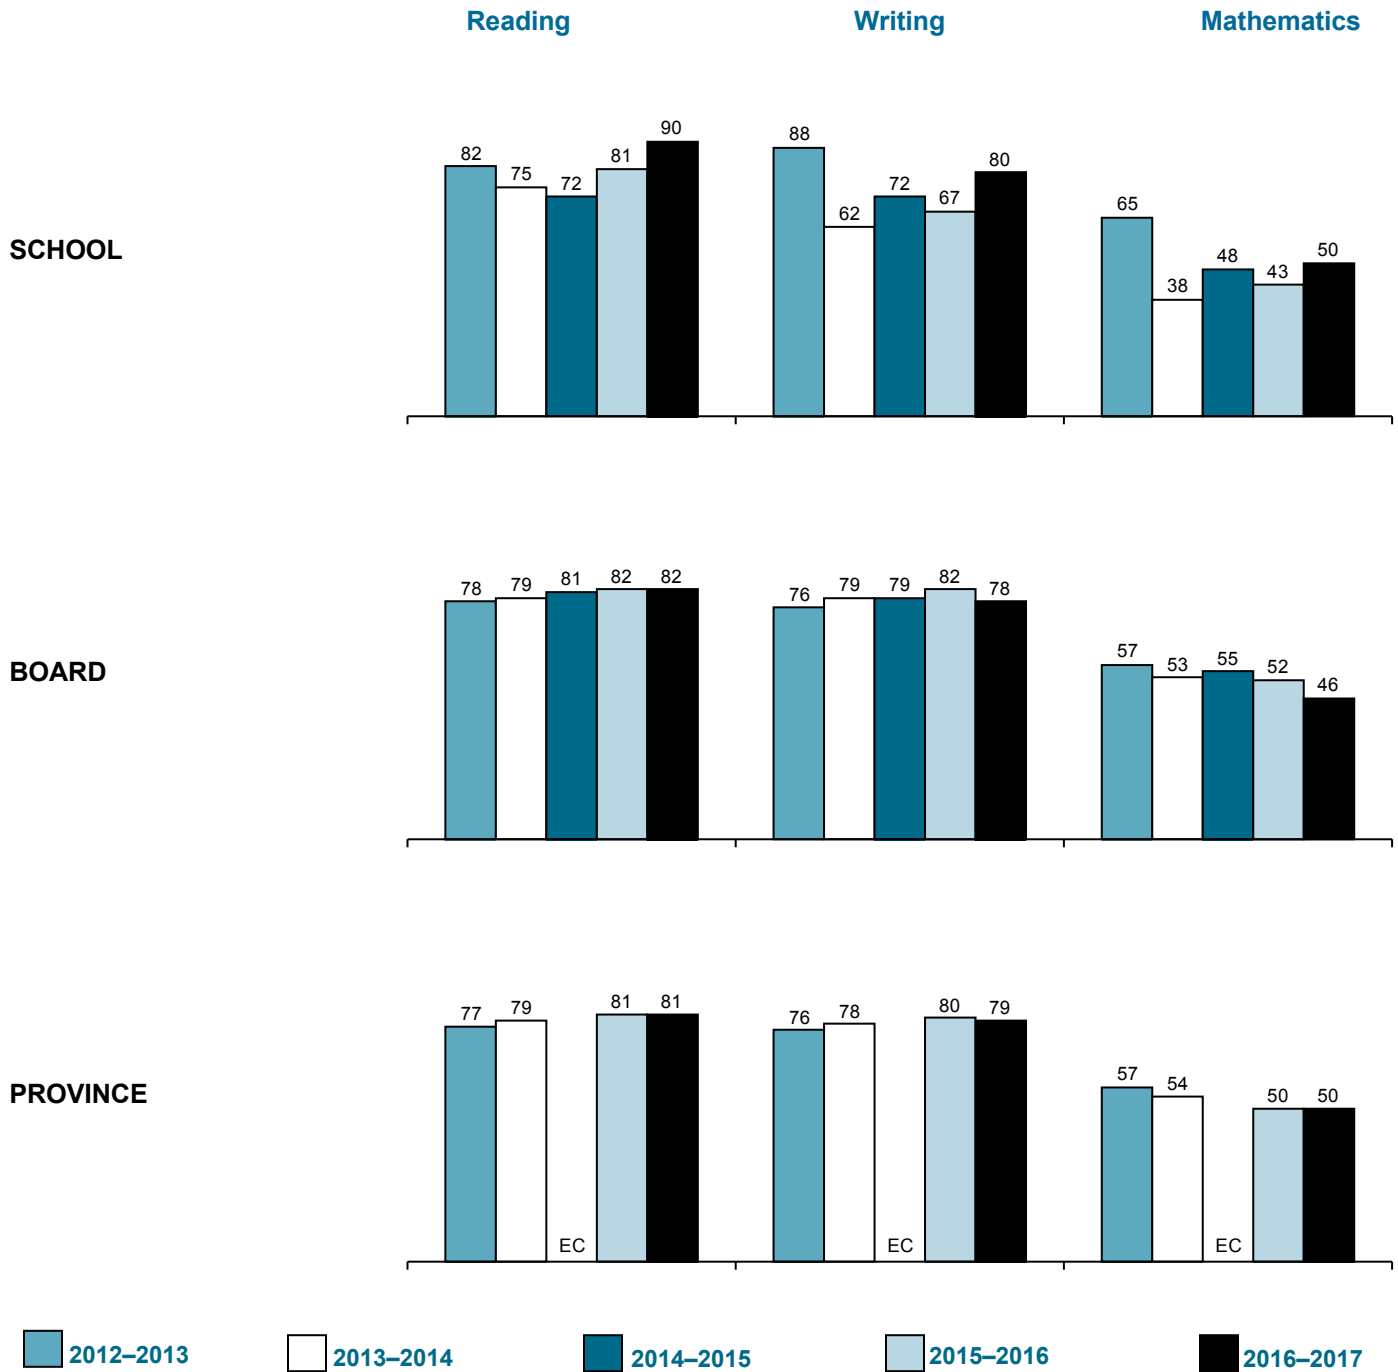 Reading Writing Mathematics
SCHOOL
82 75 72 81 90 88 62 72 67 80 65 38 48 43 50
BOARD
78 79 81 82 82 76 79 79 82 78 57 53 55 52 46
PROVINCE
77 79 EC 81 81 76 78 EC 80 79 57 54 EC 50 50
2012–2013 2013–2014 2014–2015 2015–2016 2016–2017